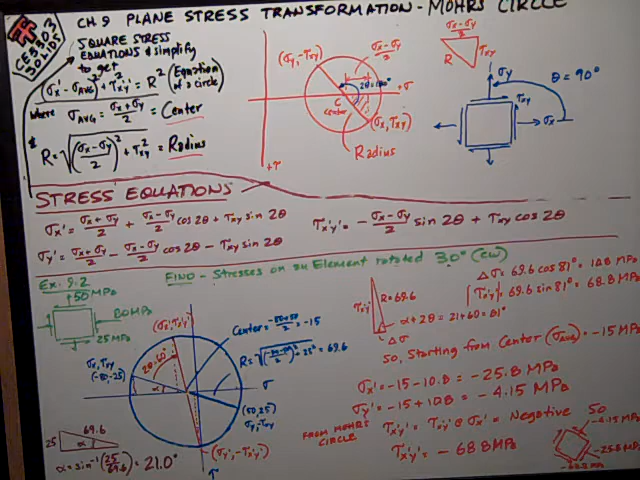 CE3303
SOLIDS
CH 9 PLANE STRESS TRANSFORMATION - MOHRS CIRCLE
SQUARE STRESS
EQUATIONS & simplify
to get
(σx' - σAVG)² + τx'y'² = R² (Equation of a circle)
where σAVG = (σx+σy)/2 = Center
R = √(((σx-σy)/2)² + τxy²) = Radius
(σy, -τxy)
(σx-σy)/2
2θ=180°
+σ
C
center
(σx, τxy)
Radius
+τ
(σx-σy)/2
R
τxy
σy
θ = 90°
τxy
σx
STRESS EQUATIONS
σx' = (σx+σy)/2 + (σx-σy)/2 cos 2θ + τxy sin 2θ
τx'y' = -(σx-σy)/2 sin 2θ + τxy cos 2θ
σy' = (σx+σy)/2 - (σx-σy)/2 cos 2θ - τxy sin 2θ
Ex. 9.2
FIND - Stresses on an Element rotated 30° (CW)
+50 MPa
80 MPa
25 MPa
(σx', τx'y')
Center = (-80+50)/2 = -15
+ 25² = 69.6
2θ=60°
σx, τxy
(-80, -25)
α
σ
(50, 25)
σy, τxy
(σy', -τx'y')
τ
25
69.6
α
α = sin⁻¹(25/69.6) = 21.0°
τx'y'
R = 69.6
α + 2θ = 21 + 60 = 81°
Δσ
Δσ = 69.6 cos 81° = 10.8 MPa
|τx'y'| = 69.6 sin 81° = 68.8 MPa
so, starting from Center (σAVG) = -15 MPa
σx' = -15 - 10.8 = -25.8 MPa
σy' = -15 + 10.8 = -4.15 MPa
FROM MOHRS
CIRCLE
τx'y' = τx'y' @ σx' = Negative so
τx'y' = -68.8 MPa
-4.15 MPa
-25.8 MPa